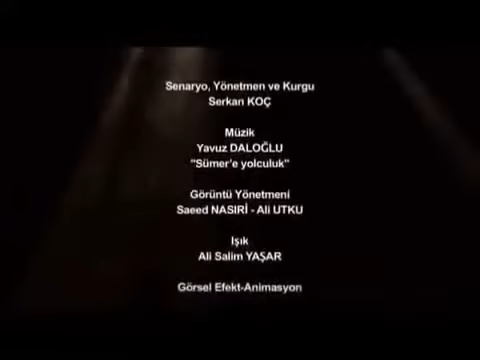 Senaryo, Yönetmen ve Kurgu
Serkan KOÇ
Müzik
Yavuz DALOĞLU
"Sümer'e yolculuk"
Görüntü Yönetmeni
Saeed NASIRİ - Ali UTKU
Işık
Ali Salim YAŞAR
Görsel Efekt-Animasyon